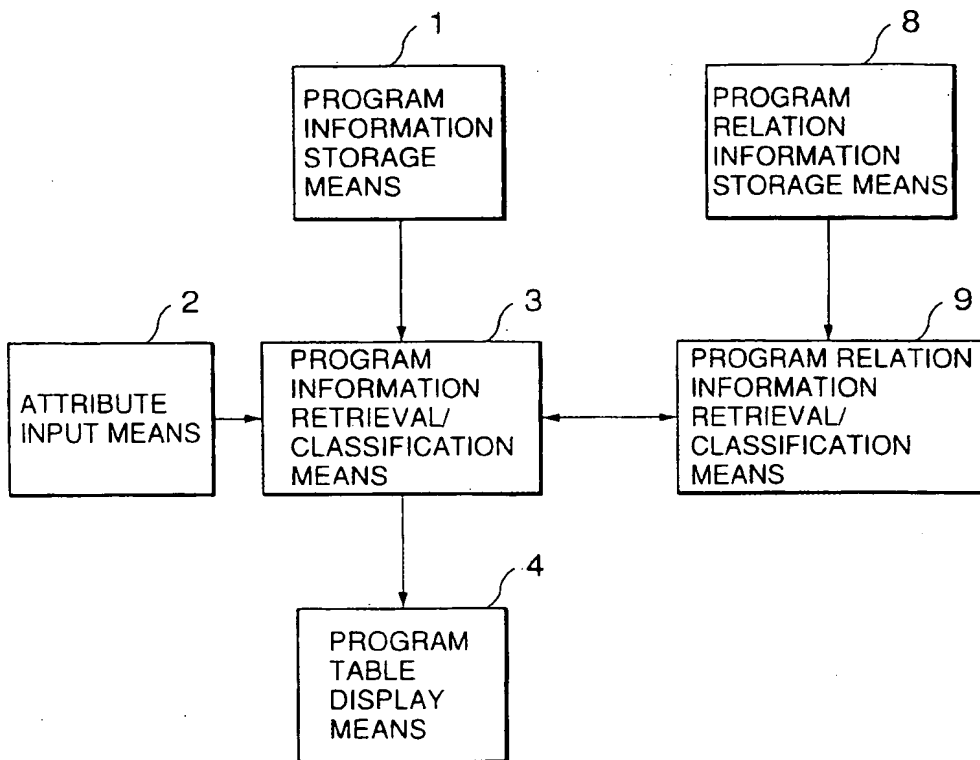 1
PROGRAM
INFORMATION
STORAGE
MEANS
8
PROGRAM
RELATION
INFORMATION
STORAGE MEANS
2
ATTRIBUTE
INPUT MEANS
3
PROGRAM
INFORMATION
RETRIEVAL/
CLASSIFICATION
MEANS
9
PROGRAM RELATION
INFORMATION
RETRIEVAL/
CLASSIFICATION
MEANS
4
PROGRAM
TABLE
DISPLAY
MEANS